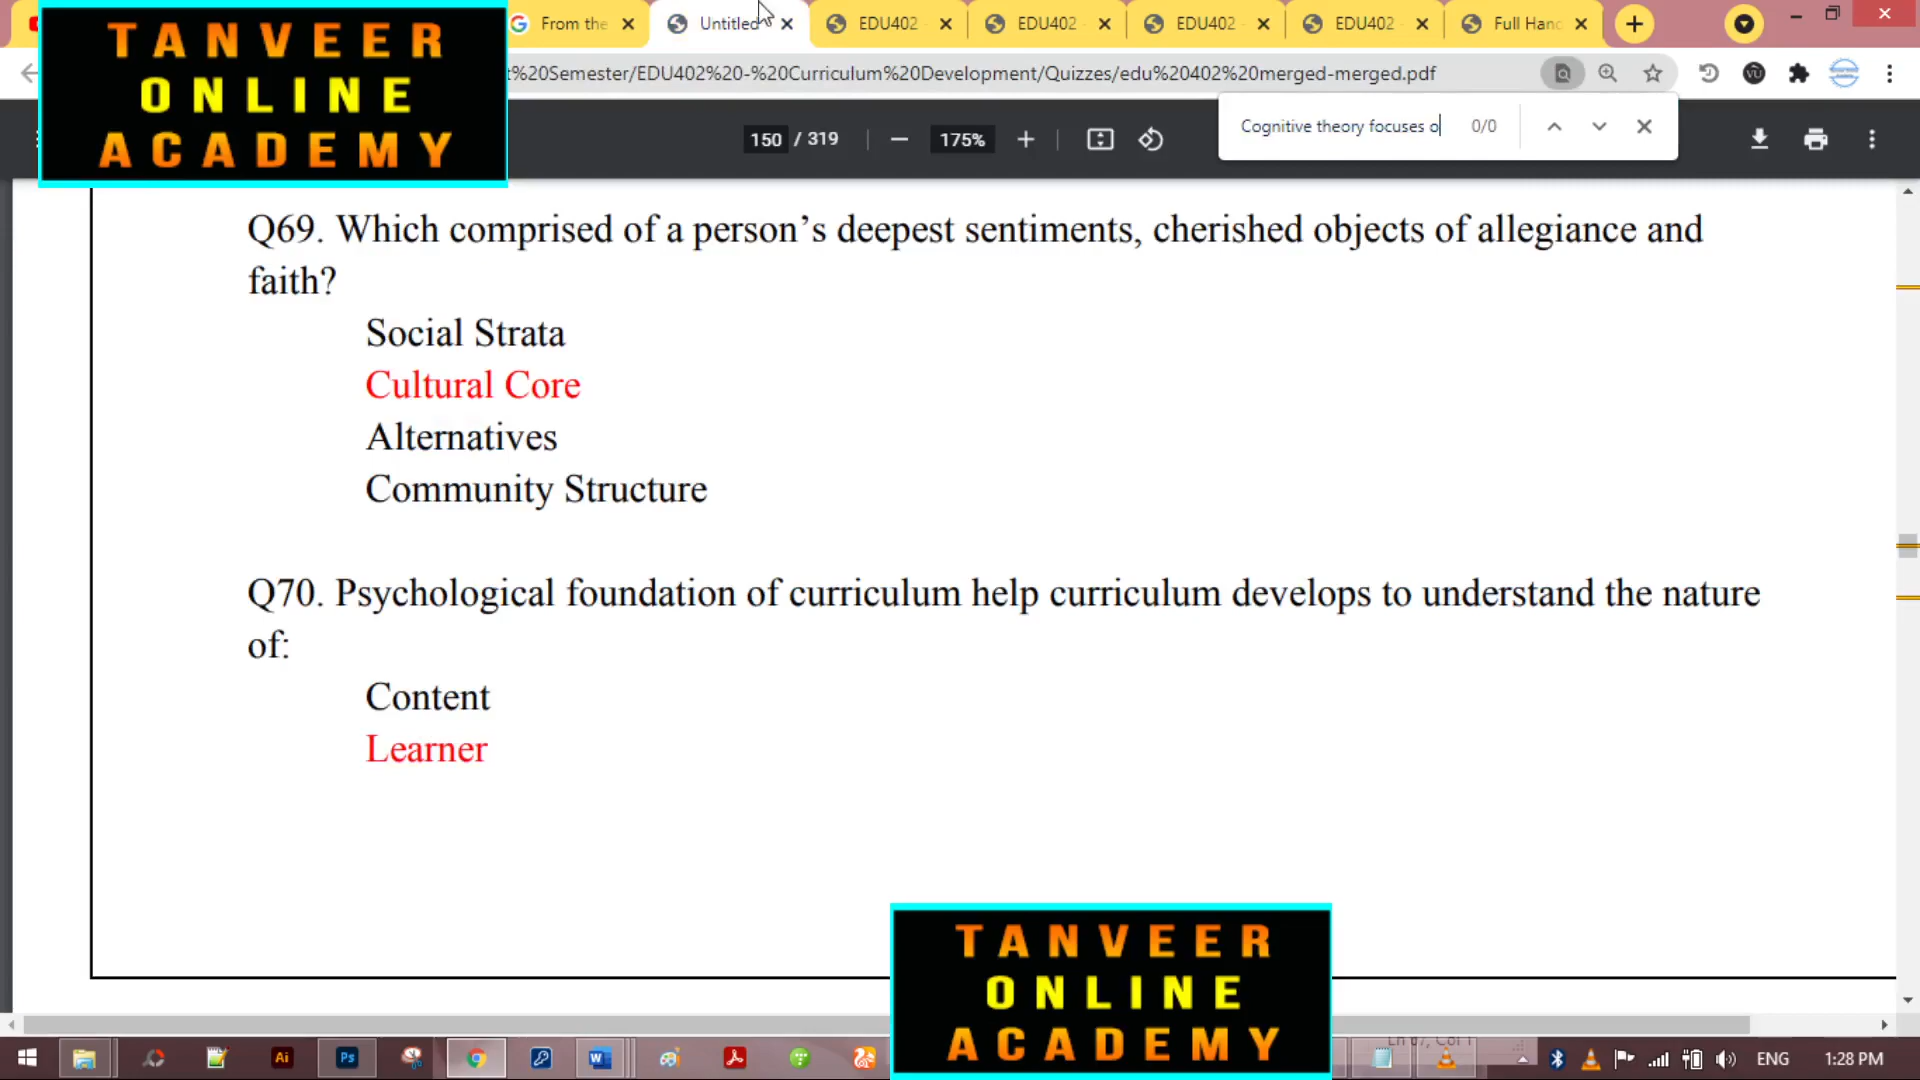 From the
Untitled
EDU402
EDU402
EDU402
EDU402
Full Hand
t%20Semester/EDU402%20-%20Curriculum%20Development/Quizzes/edu%20402%20merged-merged.pdf
Cognitive theory focuses o
0/0
150 / 319
175%
TANVEER
ONLINE
ACADEMY
Q69. Which comprised of a person’s deepest sentiments, cherished objects of allegiance and
faith?
Social Strata
Cultural Core
Alternatives
Community Structure
Q70. Psychological foundation of curriculum help curriculum develops to understand the nature
of:
Content
Learner
TANVEER
ONLINE
ACADEMY
Ai
Ps
ENG
1:28 PM